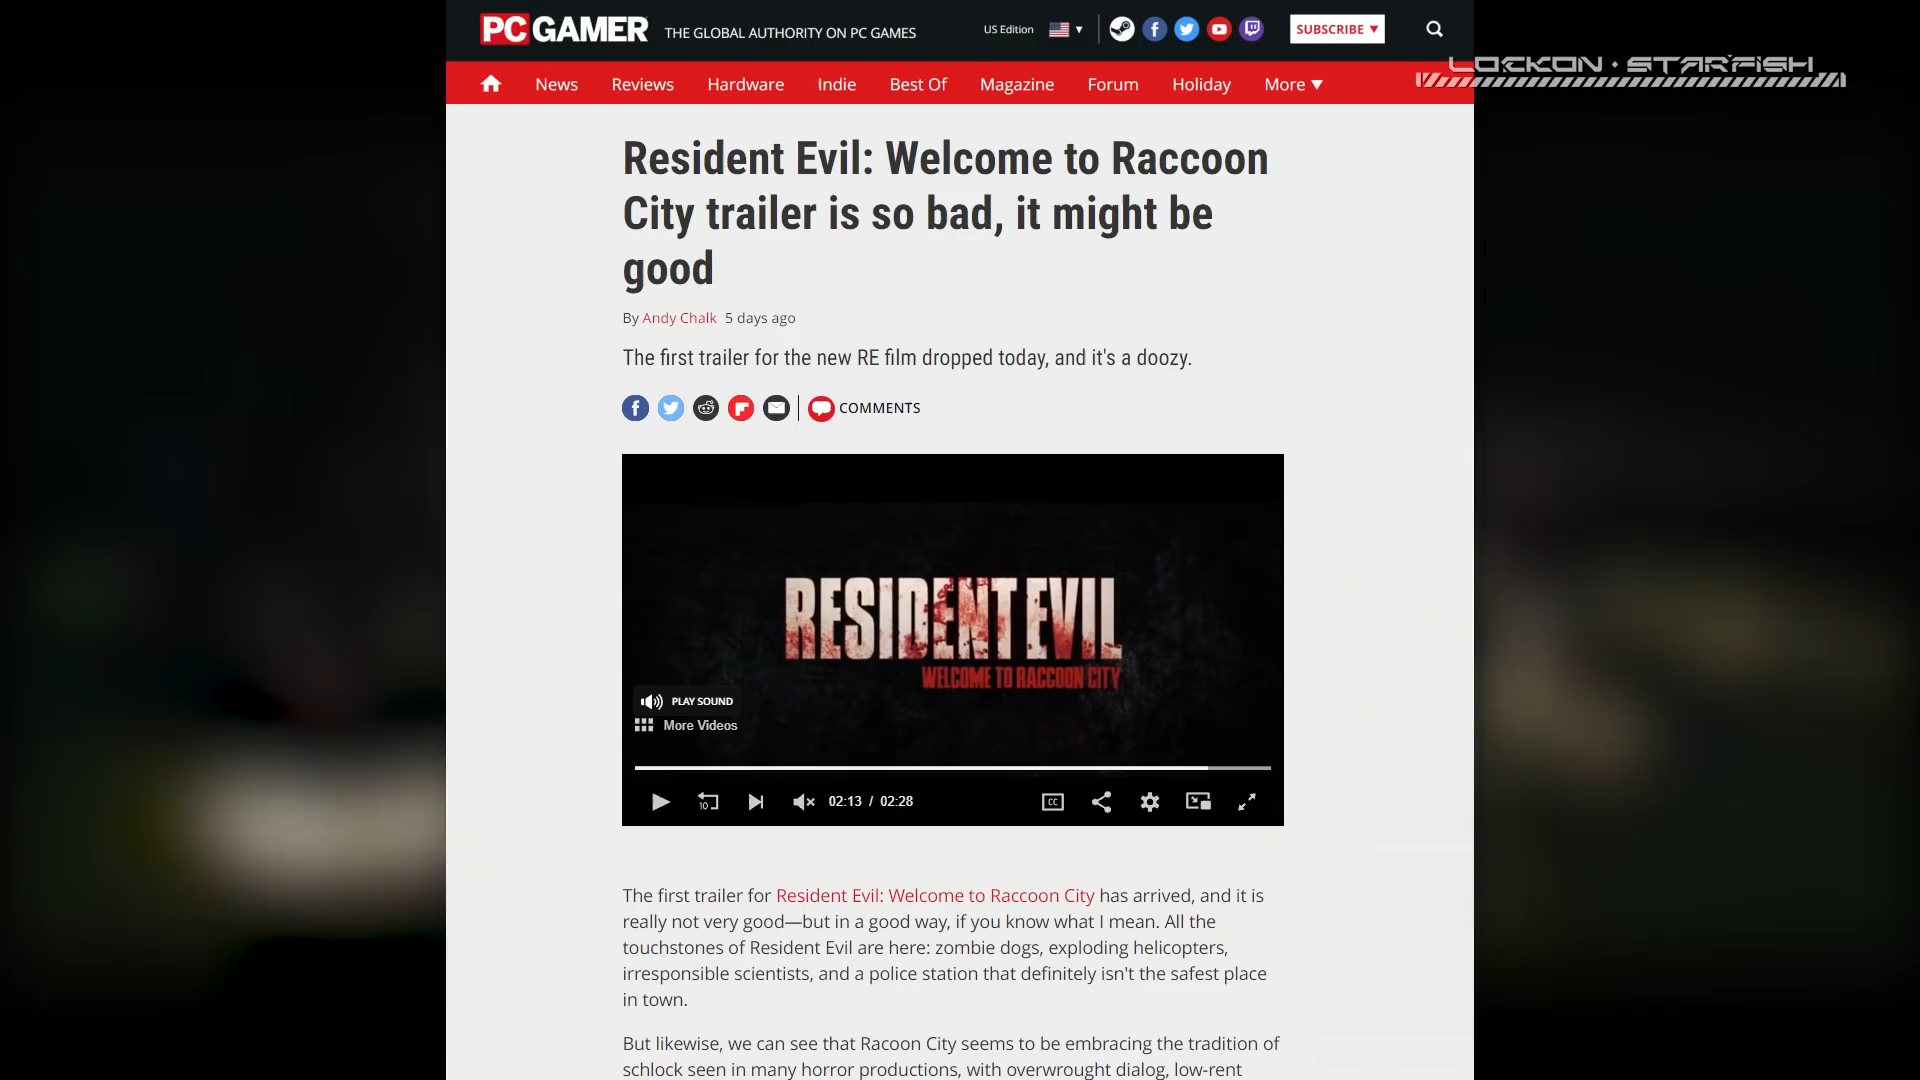 PC GAMER THE GLOBAL AUTHORITY ON PC GAMES US Edition SUBSCRIBE
LOCKON · STARFISH
News Reviews Hardware Indie Best Of Magazine Forum Holiday More
Resident Evil: Welcome to Raccoon
City trailer is so bad, it might be
good
By Andy Chalk 5 days ago
The first trailer for the new RE film dropped today, and it's a doozy.
COMMENTS
RESIDENT EVIL
WELCOME TO RACCOON CITY
PLAY SOUND
More Videos
10 02:13 / 02:28 CC
The first trailer for Resident Evil: Welcome to Raccoon City has arrived, and it is
really not very good—but in a good way, if you know what I mean. All the
touchstones of Resident Evil are here: zombie dogs, exploding helicopters,
irresponsible scientists, and a police station that definitely isn't the safest place
in town.
But likewise, we can see that Racoon City seems to be embracing the tradition of
schlock seen in many horror productions, with overwrought dialog, low-rent